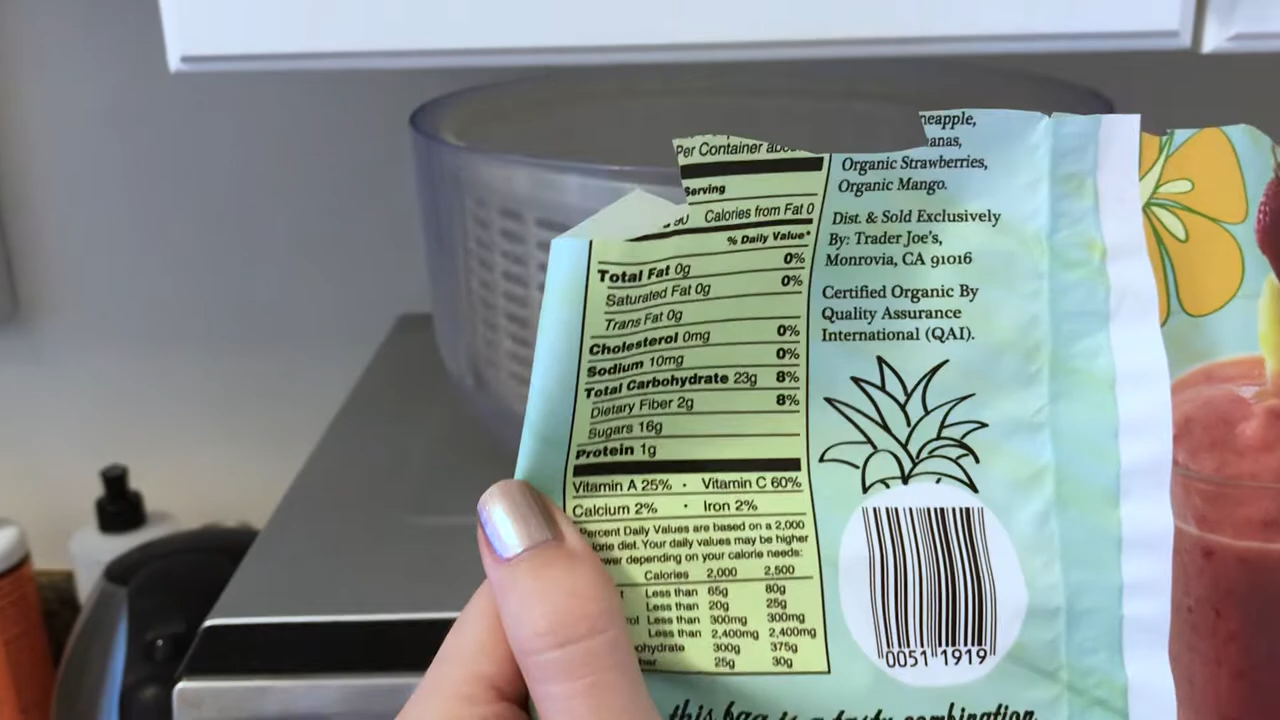 Per Container
Serving
90 Calories from Fat 0
% Daily Value*
Total Fat 0g 0%
Saturated Fat 0g 0%
Trans Fat 0g
Cholesterol 0mg 0%
Sodium 10mg 0%
Total Carbohydrate 23g 8%
Dietary Fiber 2g 8%
Sugars 16g
Protein 1g
Vitamin A 25% • Vitamin C 60%
Calcium 2% • Iron 2%
Percent Daily Values are based on a 2,000
diet. Your daily values may be higher
depending on your calorie needs:
Calories 2,000 2,500
Less than 65g 80g
Less than 20g 25g
Less than 300mg 300mg
Less than 2,400mg 2,400mg
300g 375g
25g 30g
Organic Strawberries,
Organic Mango.
Dist. & Sold Exclusively
By: Trader Joe's,
Monrovia, CA 91016
Certified Organic By
Quality Assurance
International (QAI).
0051 1919
this bag is a tasty combination